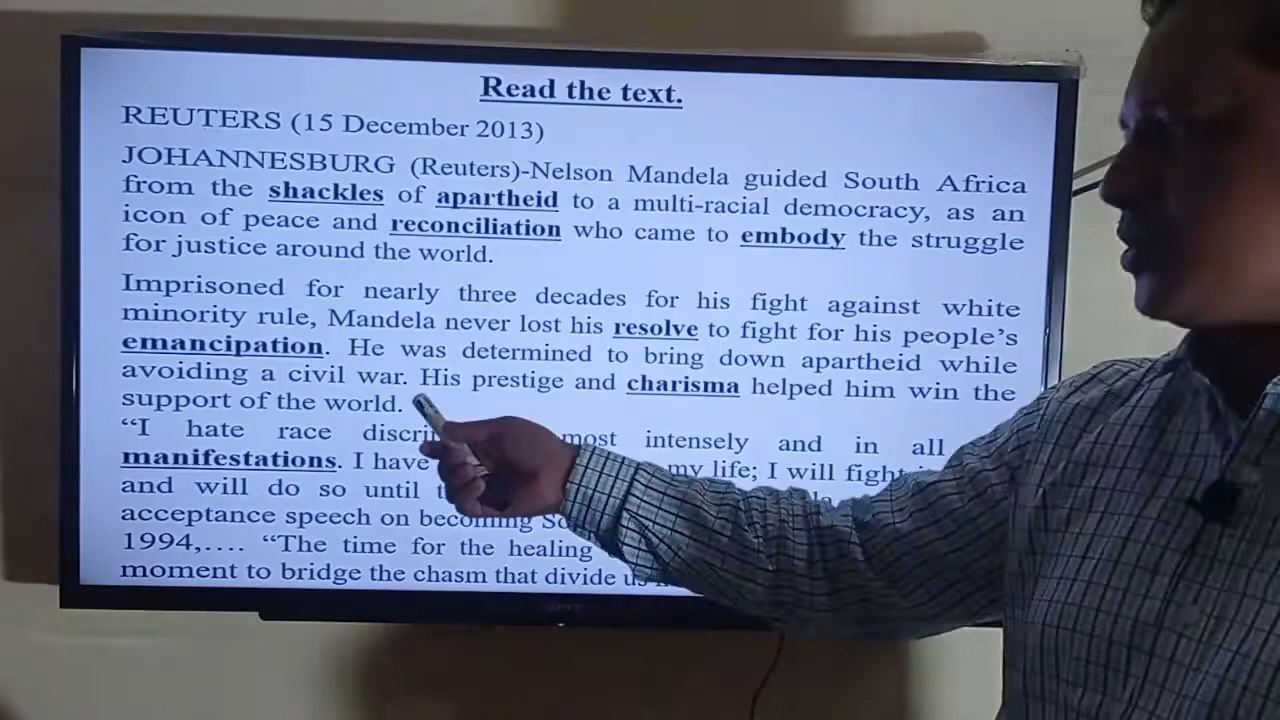 Read the text.
REUTERS (15 December 2013)
JOHANNESBURG (Reuters)-Nelson Mandela guided South Africa
from the shackles of apartheid to a multi-racial democracy, as an
icon of peace and reconciliation who came to embody the struggle
for justice around the world.
Imprisoned for nearly three decades for his fight against white
minority rule, Mandela never lost his resolve to fight for his people's
emancipation. He was determined to bring down apartheid while
avoiding a civil war. His prestige and charisma helped him win the
support of the world.
“I hate race most intensely and in all
manifestations. I have my life; I will fight
and will do so until
acceptance speech on becoming
1994,…. “The time for the healing
moment to bridge the chasm that divide us